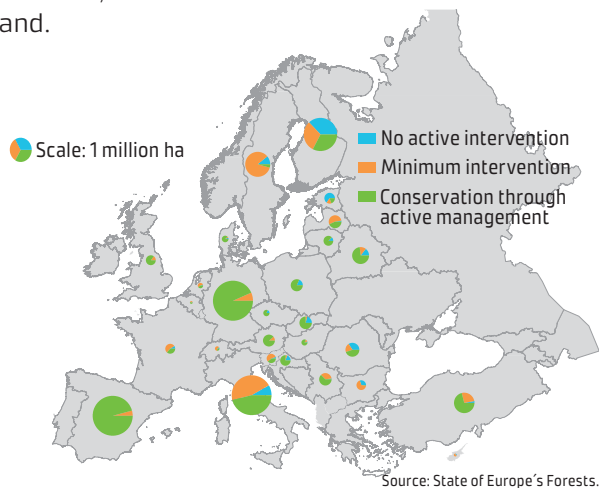 and.
Scale: 1 million ha
No active intervention
Minimum intervention
Conservation through
active management
Source: State of Europe´s Forests.